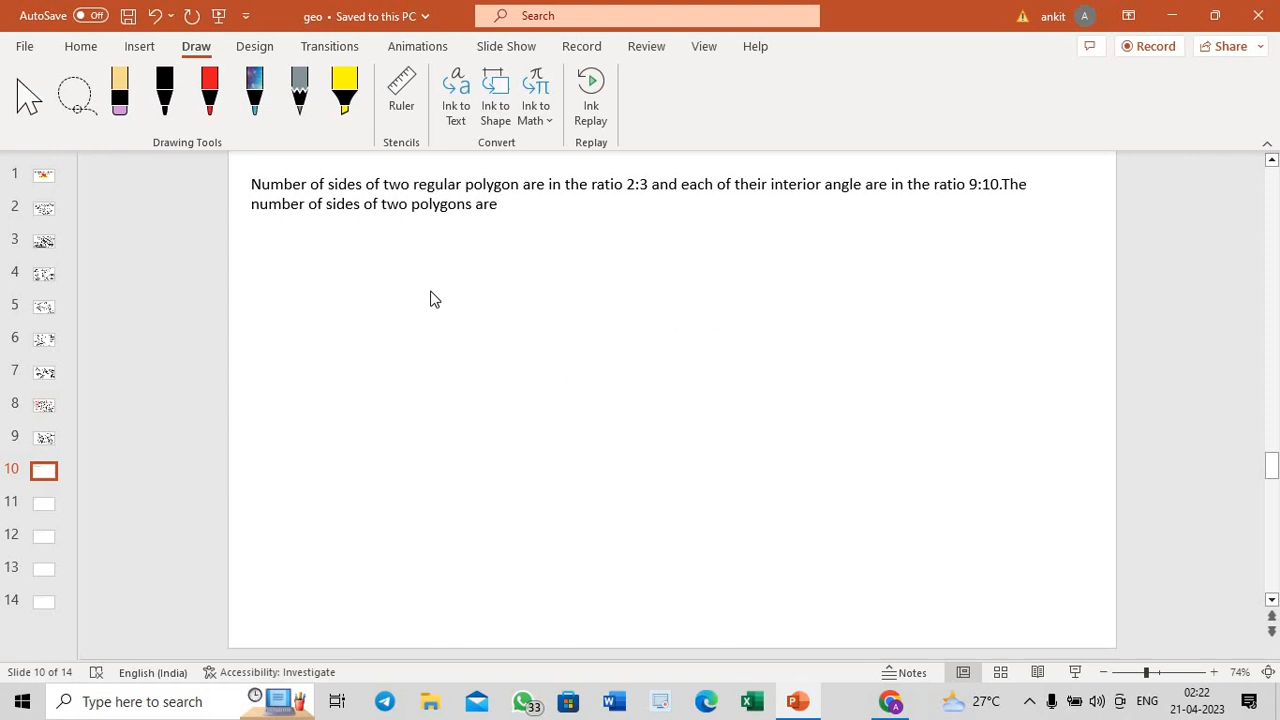 AutoSave Off geo • Saved to this PC Search ankit A
File Home Insert Draw Design Transitions Animations Slide Show Record Review View Help Record Share
Ruler Ink to Text Ink to Shape Ink to Math Ink Replay
Drawing Tools Stencils Convert Replay
1
2
3
4
5
6
7
8
9
10
11
12
13
14
Number of sides of two regular polygon are in the ratio 2:3 and each of their interior angle are in the ratio 9:10.The
number of sides of two polygons are
Slide 10 of 14 English (India) Accessibility: Investigate Notes 74%
Type here to search 33 27°C ENG 02:22
21-04-2023